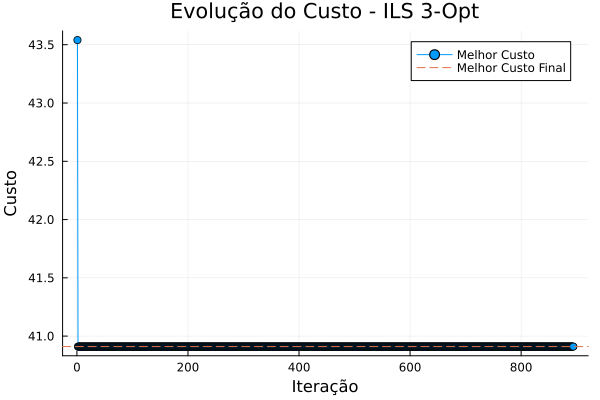 Evolução do Custo - ILS 3-Opt
Melhor Custo
Melhor Custo Final
Custo
43.5
43.0
42.5
42.0
41.5
41.0
0 200 400 600 800
Iteração